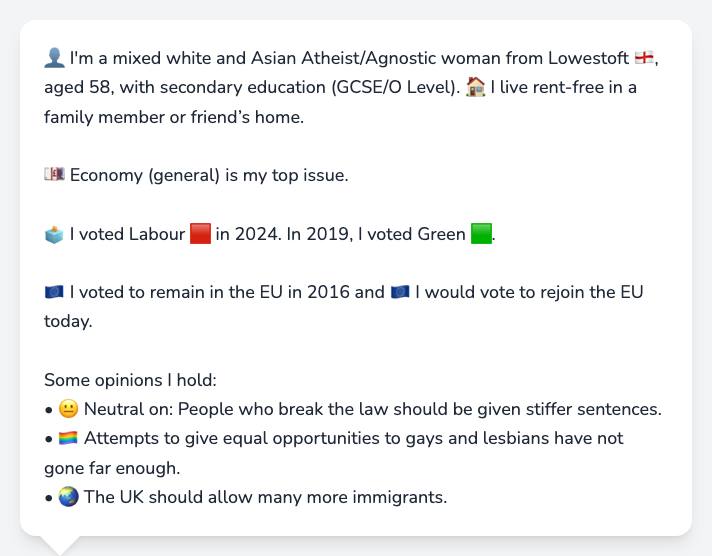 👤 I'm a mixed white and Asian Atheist/Agnostic woman from Lowestoft 🏴󠁧󠁢󠁥󠁮󠁧󠁿,
aged 58, with secondary education (GCSE/O Level). 🏠 I live rent-free in a
family member or friend’s home.
💷 Economy (general) is my top issue.
🗳️ I voted Labour 🟥 in 2024. In 2019, I voted Green 🟩.
🇪🇺 I voted to remain in the EU in 2016 and 🇪🇺 I would vote to rejoin the EU
today.
Some opinions I hold:
• 😐 Neutral on: People who break the law should be given stiffer sentences.
• 🏳️‍🌈 Attempts to give equal opportunities to gays and lesbians have not
gone far enough.
• 🌏 The UK should allow many more immigrants.